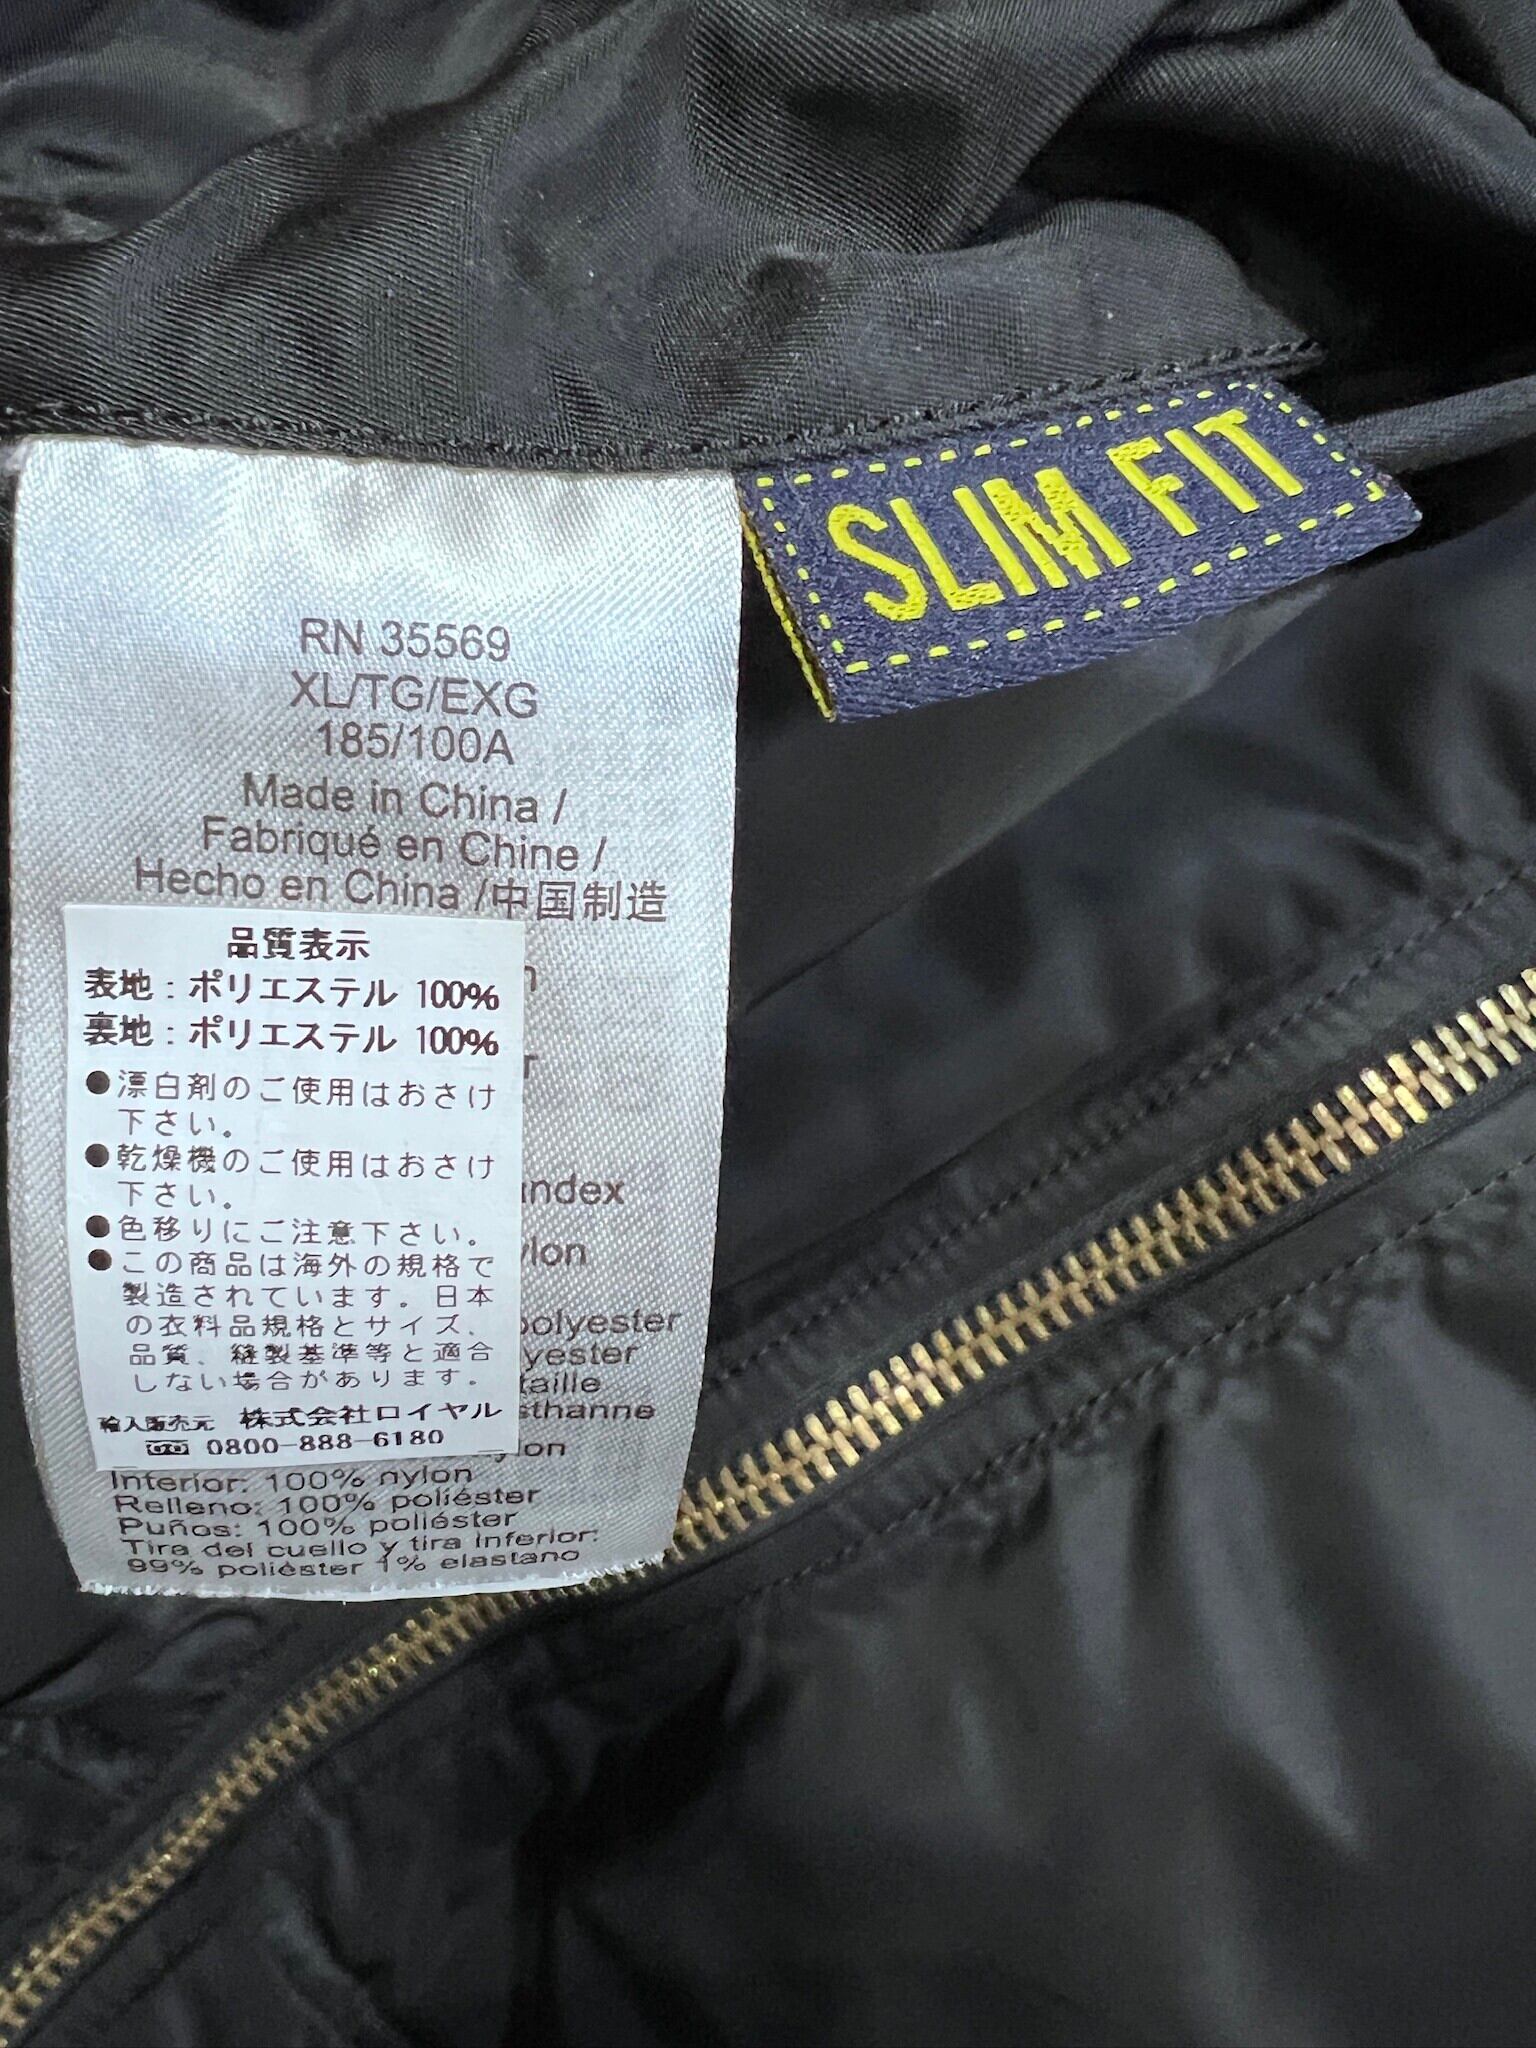 SLIM FIT
RN 35569
XL/TG/EXG
185/100A
Made in China /
Fabriqué en Chine /
Hecho en China /中国制造
品質表示
表地 : ポリエステル 100%
裏地 : ポリエステル 100%
●漂白剤のご使用はおさけ
下さい。
●乾燥機のご使用はおさけ
下さい。
●色移りにご注意下さい。
●この商品は海外の規格で
製造されています。日本
の衣料品規格とサイズ、
品質、縫製基準等と適合
しない場合があります。
輸入販売元 株式会社ロイヤル
0800-888-6180
polyester
taille
Interior: 100% nylon
Relleno: 100% poliéster
Puños: 100% poliéster
Tira del cuello y tira inferior:
99% poliéster 1% elastano